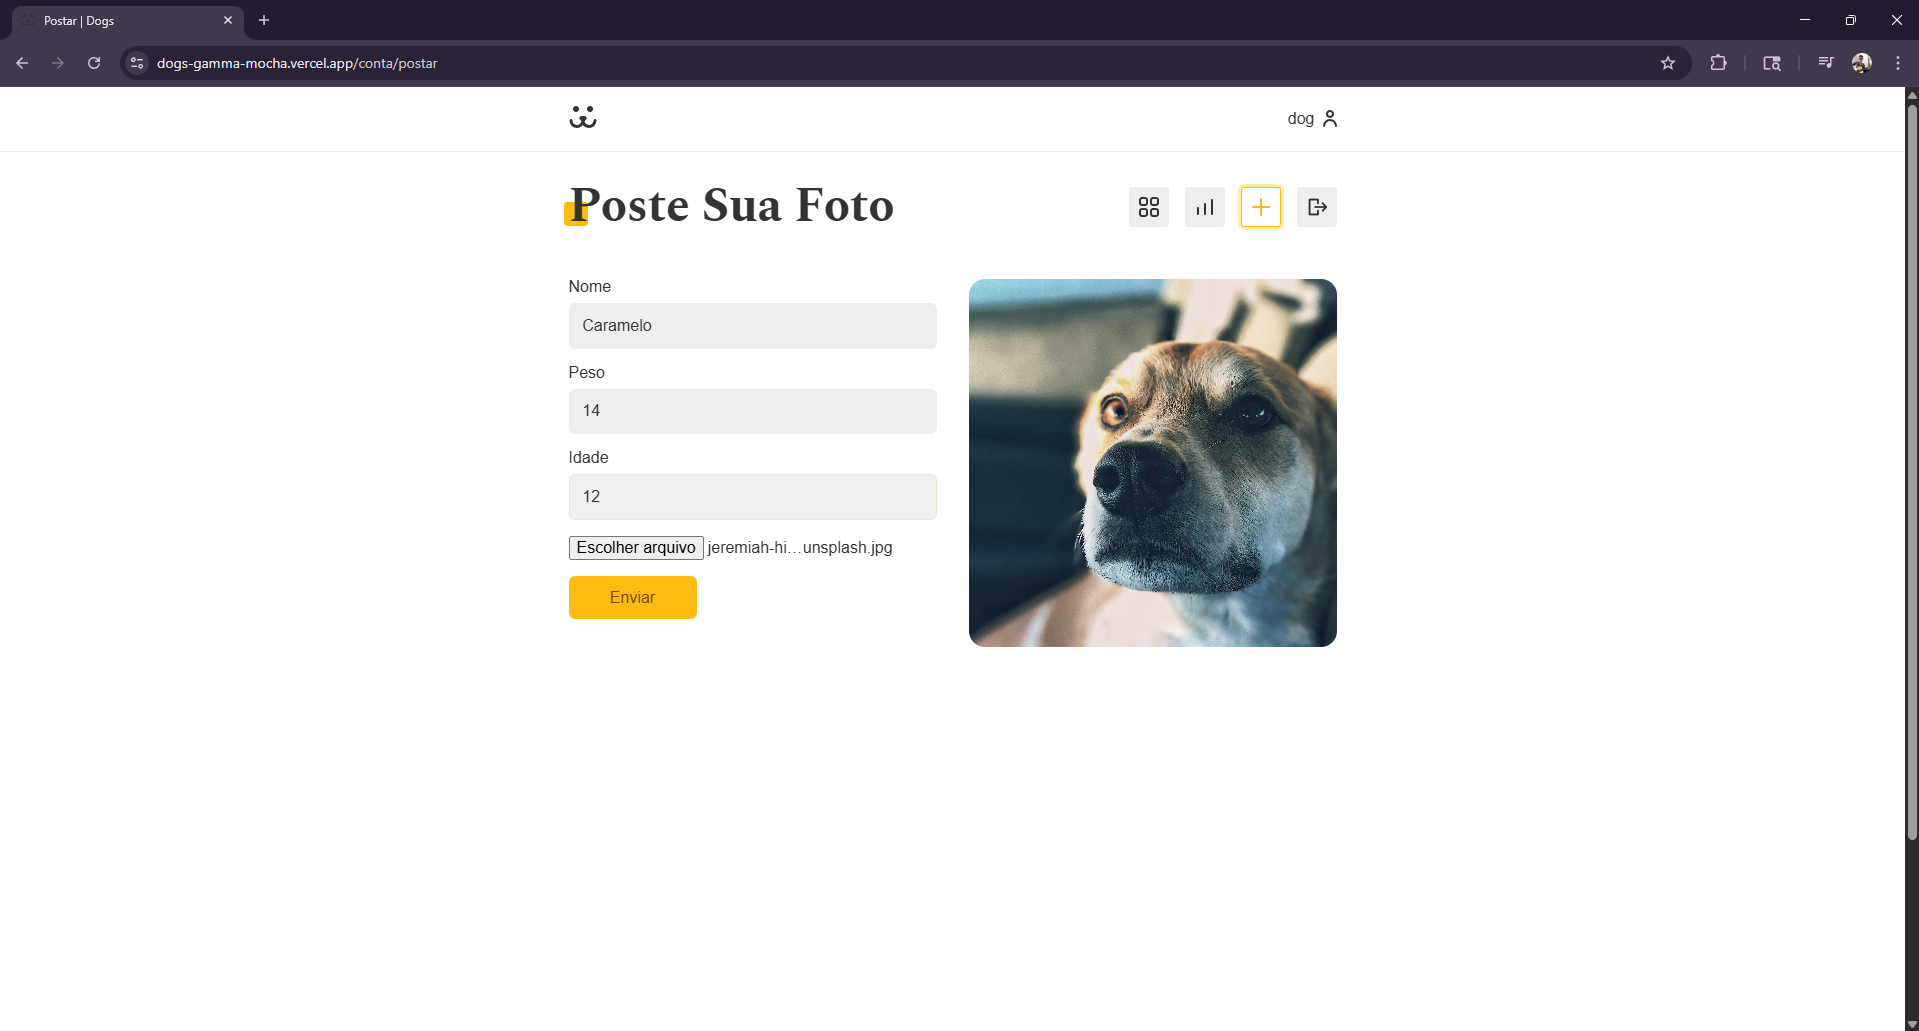 Postar | Dogs
dogs-gamma-mocha.vercel.app/conta/postar
dog
Poste Sua Foto
Nome
Caramelo
Peso
14
Idade
12
Escolher arquivo jeremiah-hi…unsplash.jpg
Enviar